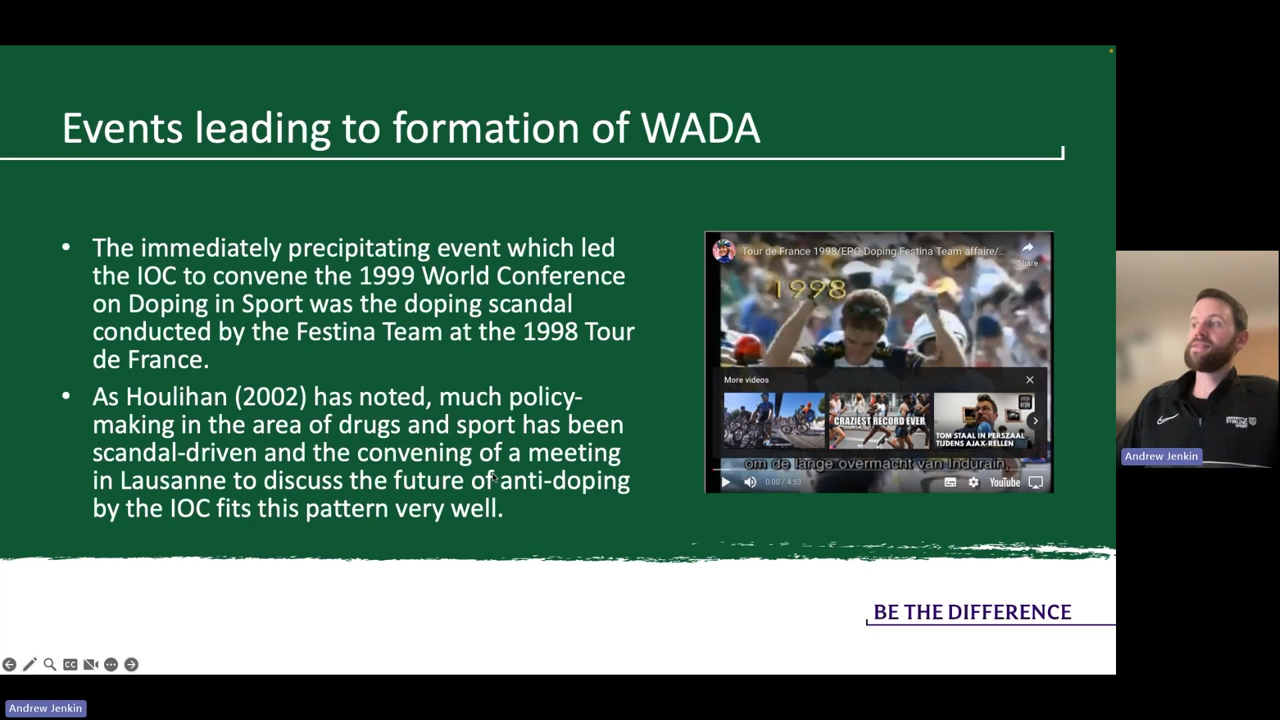 Events leading to formation of WADA
• The immediately precipitating event which led
the IOC to convene the 1999 World Conference
on Doping in Sport was the doping scandal
conducted by the Festina Team at the 1998 Tour
de France.
• As Houlihan (2002) has noted, much policy-
making in the area of drugs and sport has been
scandal-driven and the convening of a meeting
in Lausanne to discuss the future of anti-doping
by the IOC fits this pattern very well.
Tour de France 1998/EPO-Doping Festina Team affaire/...
Share
1998
More videos
CRAZIEST RECORD EVER
TOM STAAL IN PERSZAAL
TIJDENS AJAX-RELLEN
om de lange overmacht van Indurain
0:00 / 4:53
YouTube
BE THE DIFFERENCE
CC
Andrew Jenkin
Andrew Jenkin